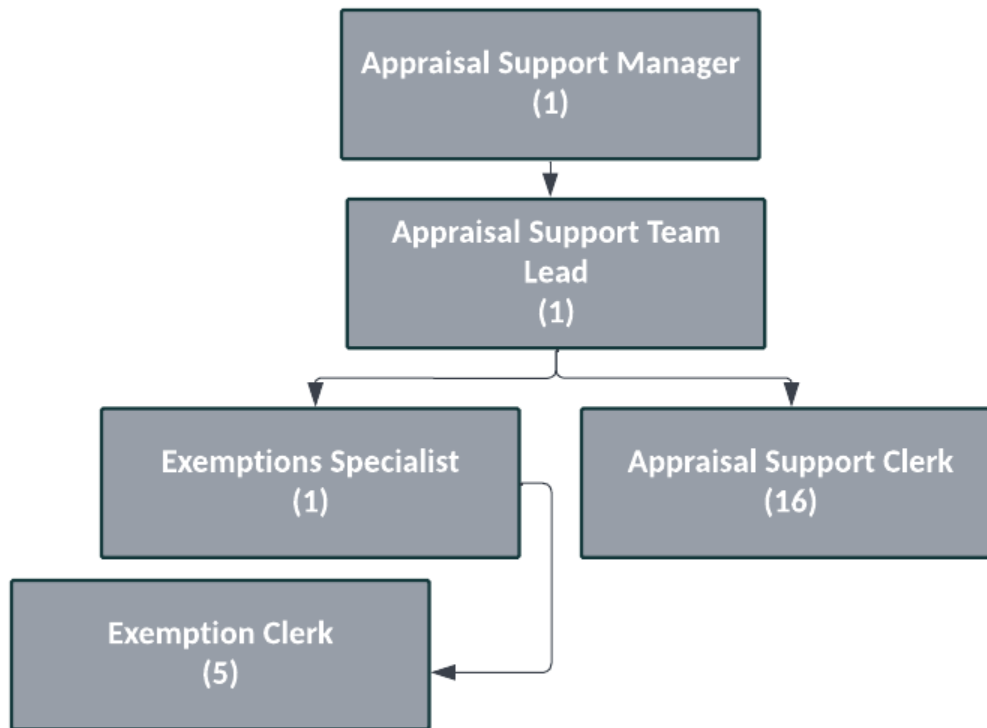 Appraisal Support Manager
(1)
Appraisal Support Team
Lead
(1)
Exemptions Specialist
(1)
Appraisal Support Clerk
(16)
Exemption Clerk
(5)